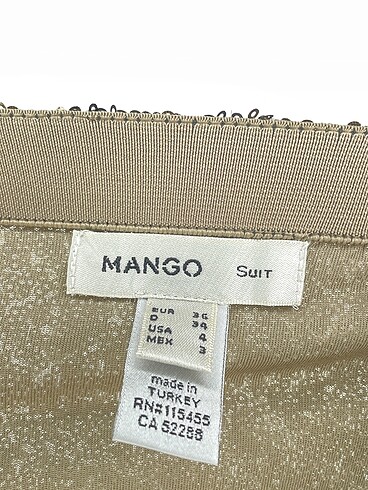 MANGO SUIT
EUR 36
D 34
USA 4
MEX 3
made in
TURKEY
RN#115455
CA 52288